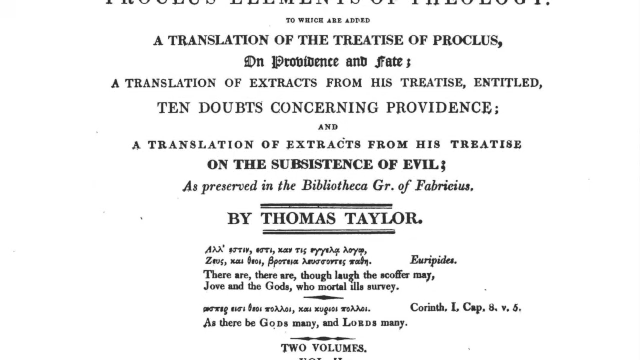 PROCLUS' ELEMENTS OF THEOLOGY.
TO WHICH ARE ADDED
A TRANSLATION OF THE TREATISE OF PROCLUS,
On Providence and Fate;
A TRANSLATION OF EXTRACTS FROM HIS TREATISE, ENTITLED,
TEN DOUBTS CONCERNING PROVIDENCE;
AND
A TRANSLATION OF EXTRACTS FROM HIS TREATISE
ON THE SUBSISTENCE OF EVIL;
As preserved in the Bibliotheca Gr. of Fabricius.
BY THOMAS TAYLOR.
Αλλ' εστιν, εστι, καν τις εγγελα λογω,
Ζευς, και θεοι, βροτεια λευσσοντες παθη. Euripides.
There are, there are, though laugh the scoffer may,
Jove and the Gods, who mortal ills survey.
ωσπερ εισι θεοι πολλοι, και κυριοι πολλοι. Corinth. I, Cap. 8. v. 5.
As there be GODS many, and LORDS many.
TWO VOLUMES.